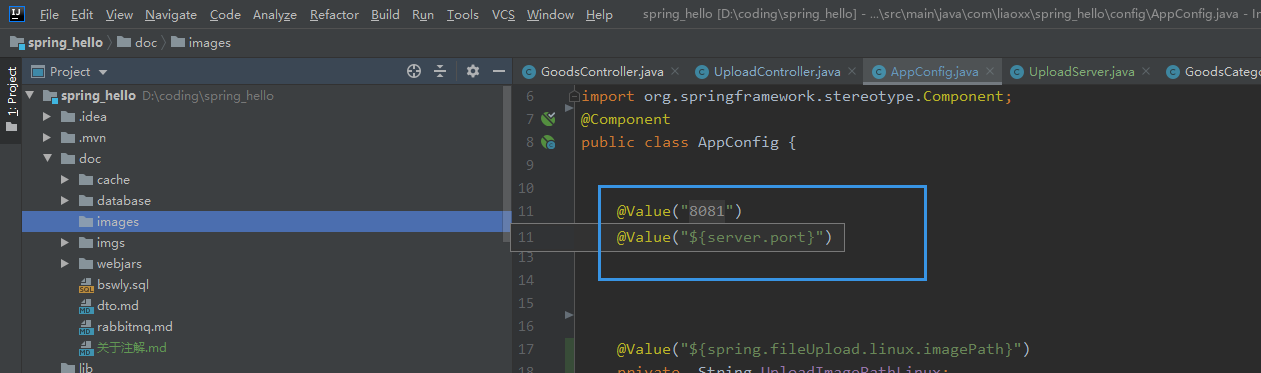 File Edit View Navigate Code Analyze Refactor Build Run Tools VCS Window Help spring_hello [D:\coding\spring_hello] - ...\src\main\java\com\liaoxx\spring_hello\config\AppConfig.java - In
spring_hello doc images
1: Project
Project
GoodsController.java UploadController.java AppConfig.java UploadServer.java GoodsCateg
spring_hello D:\coding\spring_hello
.idea
.mvn
doc
cache
database
images
imgs
webjars
bswly.sql
dto.md
rabbitmq.md
关于注解.md
lib
6 import org.springframework.stereotype.Component;
7 @Component
8 public class AppConfig {
9
10
11 @Value("8081")
11 @Value("${server.port}")
13
14
15
16
17 @Value("${spring.fileUpload.linux.imagePath}")
18 private String UploadImagePathLinux;